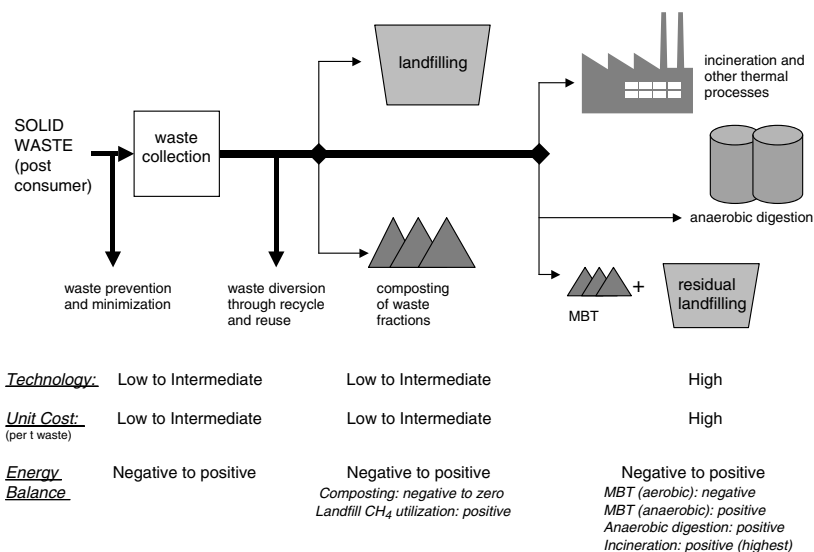 landfilling
incineration and
other thermal
processes
SOLID
WASTE
(post
consumer)
waste
collection
anaerobic digestion
waste prevention
and minimization
waste diversion
through recycle
and reuse
composting
of waste
fractions
MBT
+
residual
landfilling
Technology: Low to Intermediate Low to Intermediate High
Unit Cost: Low to Intermediate Low to Intermediate High
(per t waste)
Energy Negative to positive Negative to positive Negative to positive
Balance
Composting: negative to zero
Landfill CH4 utilization: positive
MBT (aerobic): negative
MBT (anaerobic): positive
Anaerobic digestion: positive
Incineration: positive (highest)